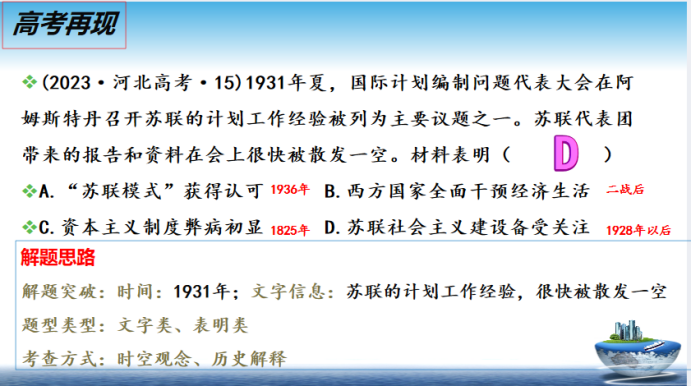 高考再现
(2023·河北高考·15)1931年夏，国际计划编制问题代表大会在阿
姆斯特丹召开苏联的计划工作经验被列为主要议题之一。苏联代表团
带来的报告和资料在会上很快被散发一空。材料表明（ D ）
A.“苏联模式”获得认可 1936年 B.西方国家全面干预经济生活 二战后
C.资本主义制度弊病初显 1825年 D.苏联社会主义建设备受关注 1928年以后
解题思路
解题突破：时间：1931年；文字信息：苏联的计划工作经验，很快被散发一空
题型类型：文字类、表明类
考查方式：时空观念、历史解释